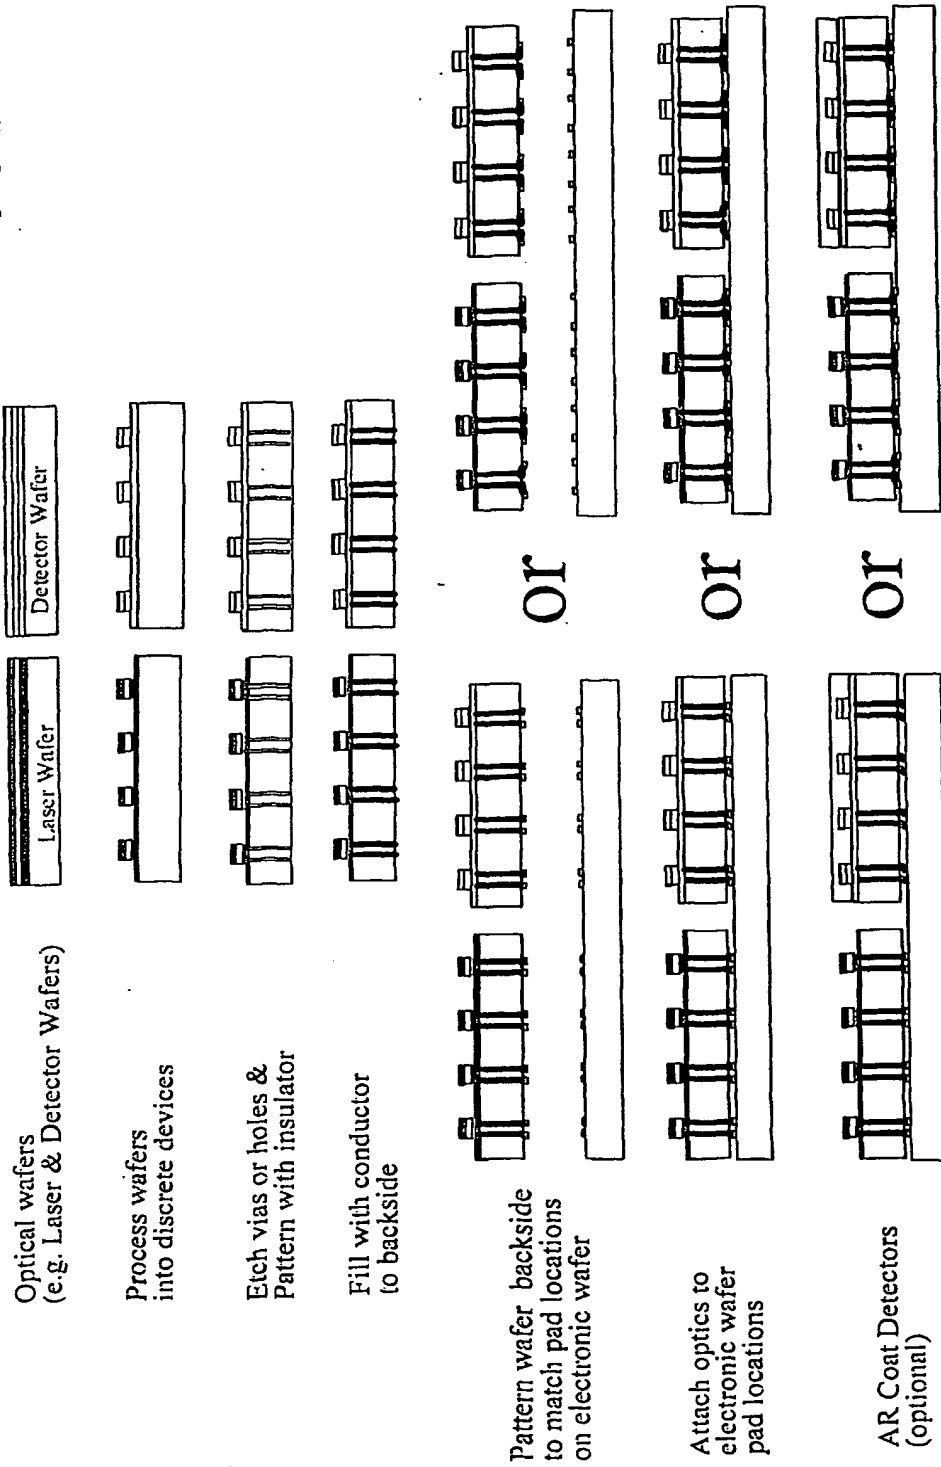 Optical wafers
(e.g. Laser & Detector Wafers)
Laser Wafer
Detector Wafer
Process wafers
into discrete devices
Etch vias or holes &
Pattern with insulator
Fill with conductor
to backside
Pattern wafer backside
to match pad locations
on electronic wafer
or
Attach optics to
electronic wafer
pad locations
or
AR Coat Detectors
(optional)
or